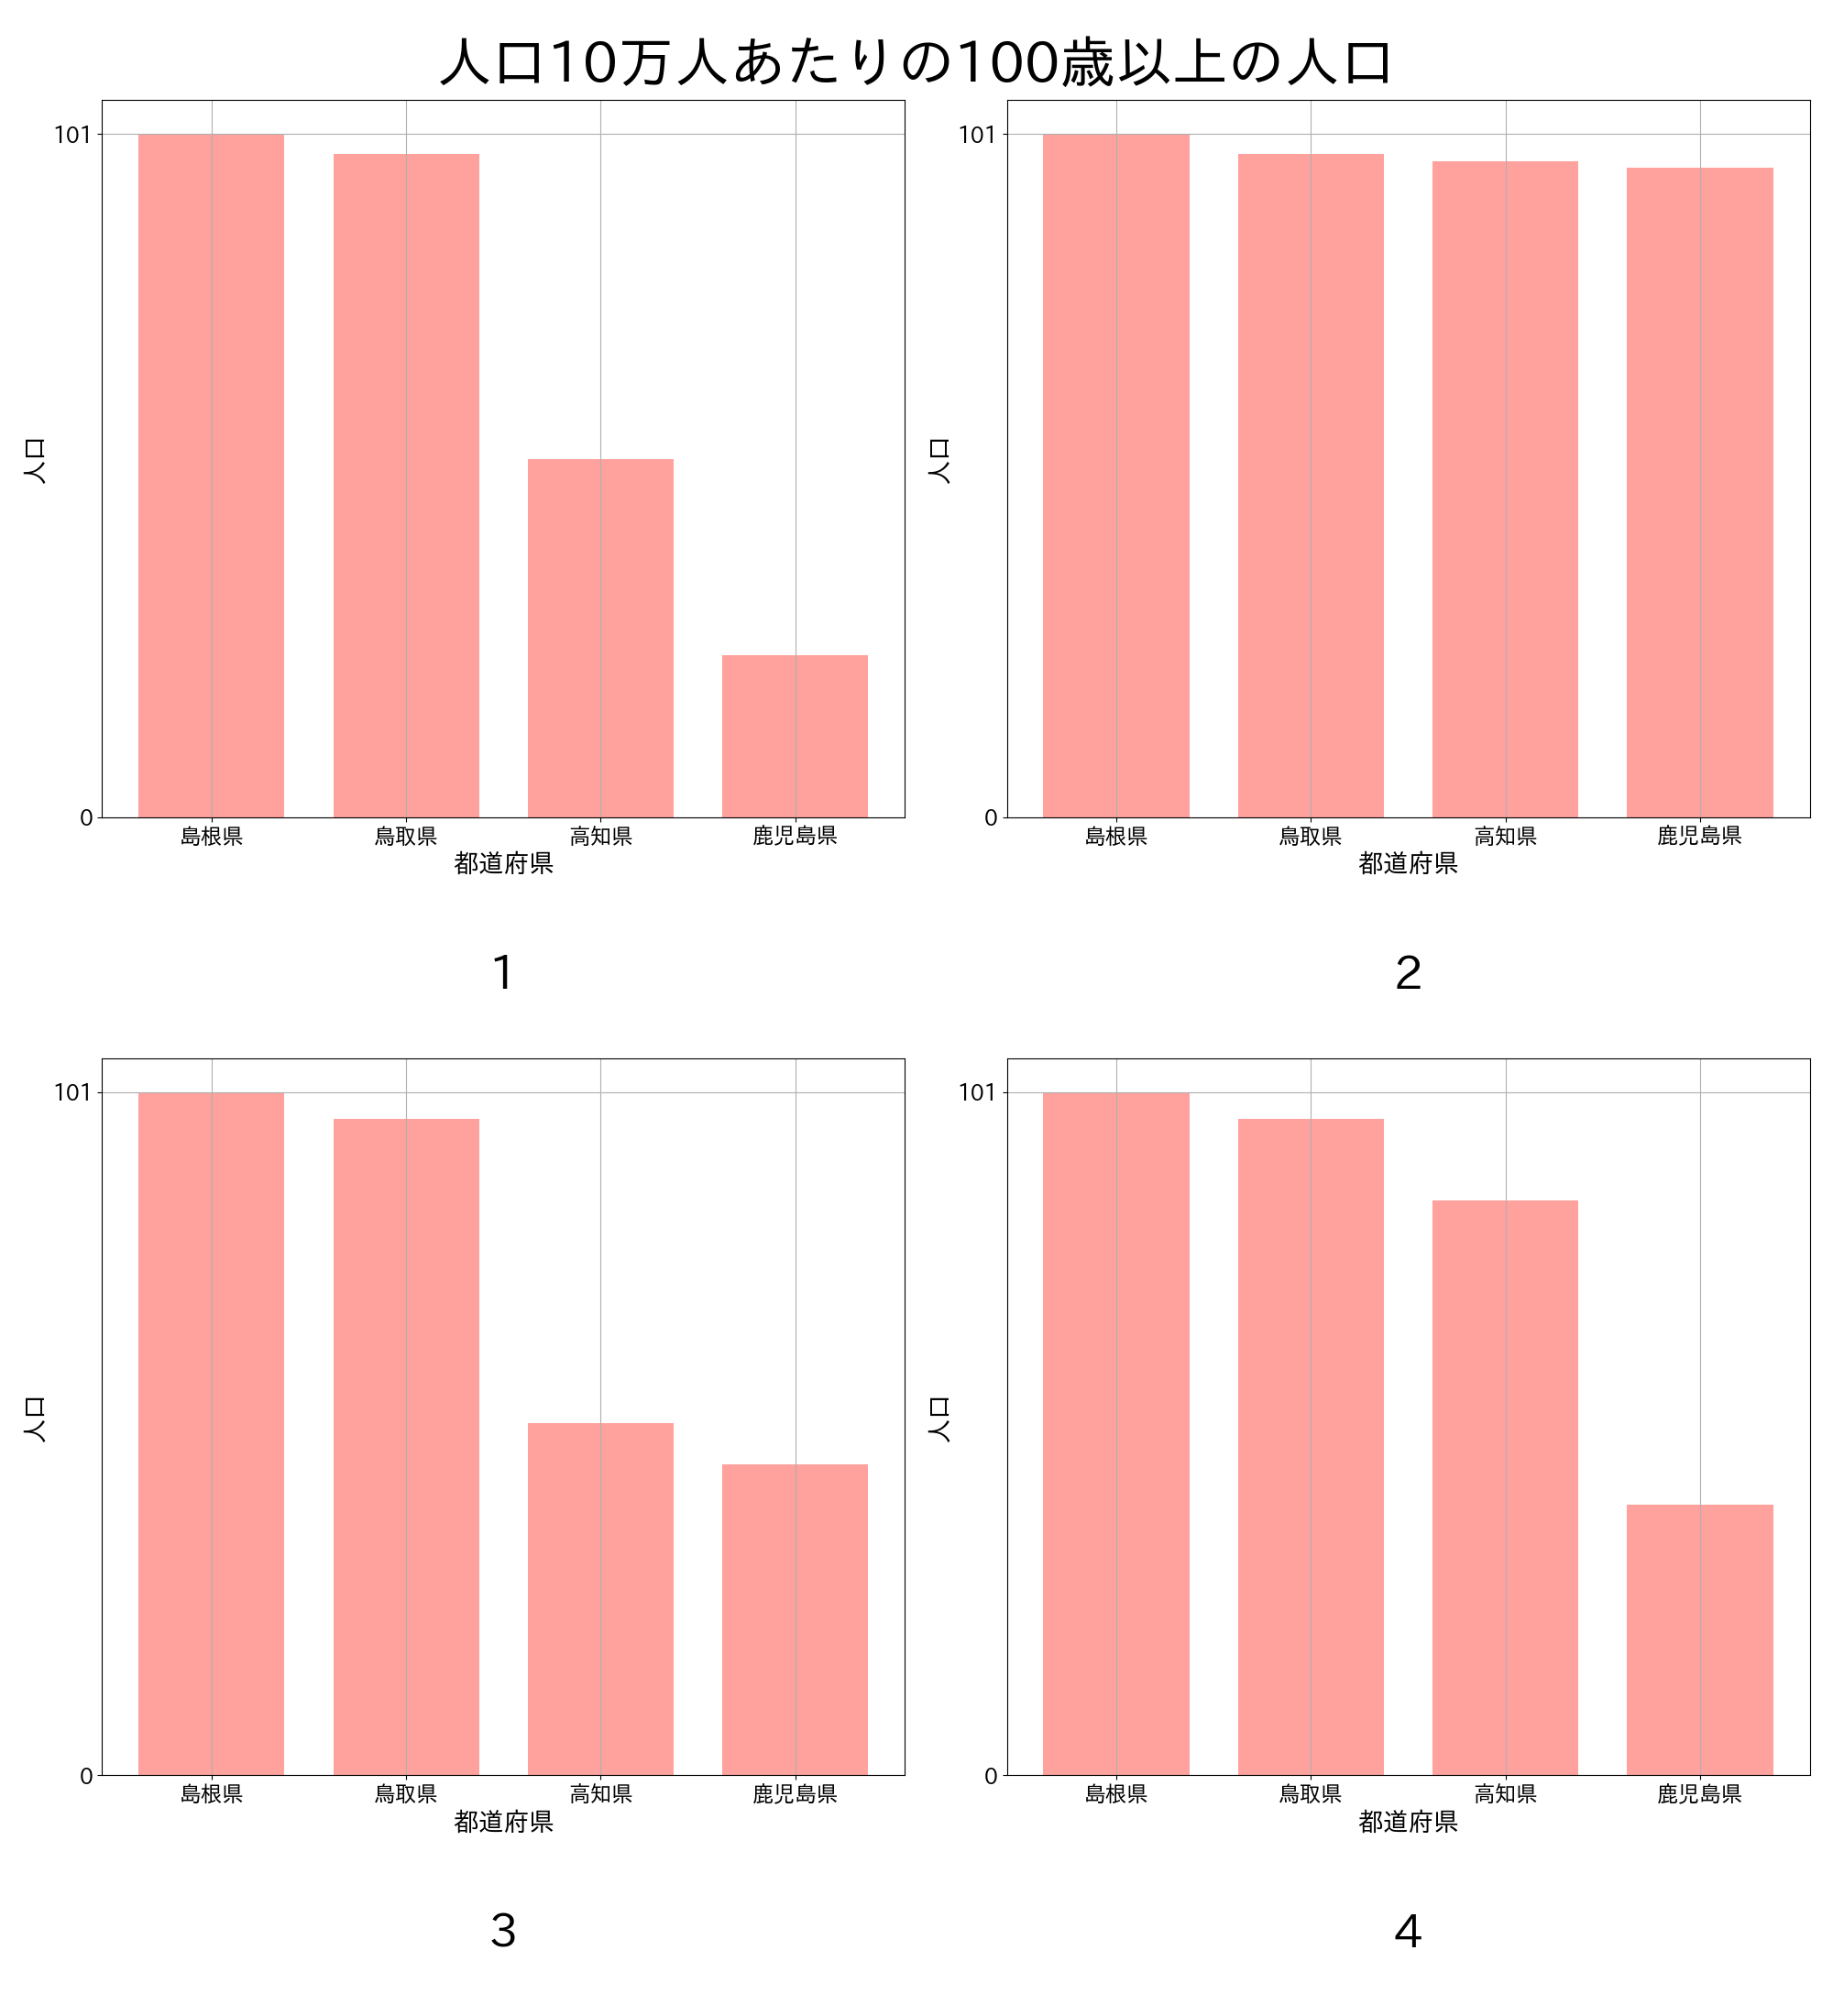 人口10万人あたりの100歳以上の人口
101
0
人口
島根県 鳥取県 高知県 鹿児島県
都道府県
1
101
0
人口
島根県 鳥取県 高知県 鹿児島県
都道府県
2
101
0
人口
島根県 鳥取県 高知県 鹿児島県
都道府県
3
101
0
人口
島根県 鳥取県 高知県 鹿児島県
都道府県
4